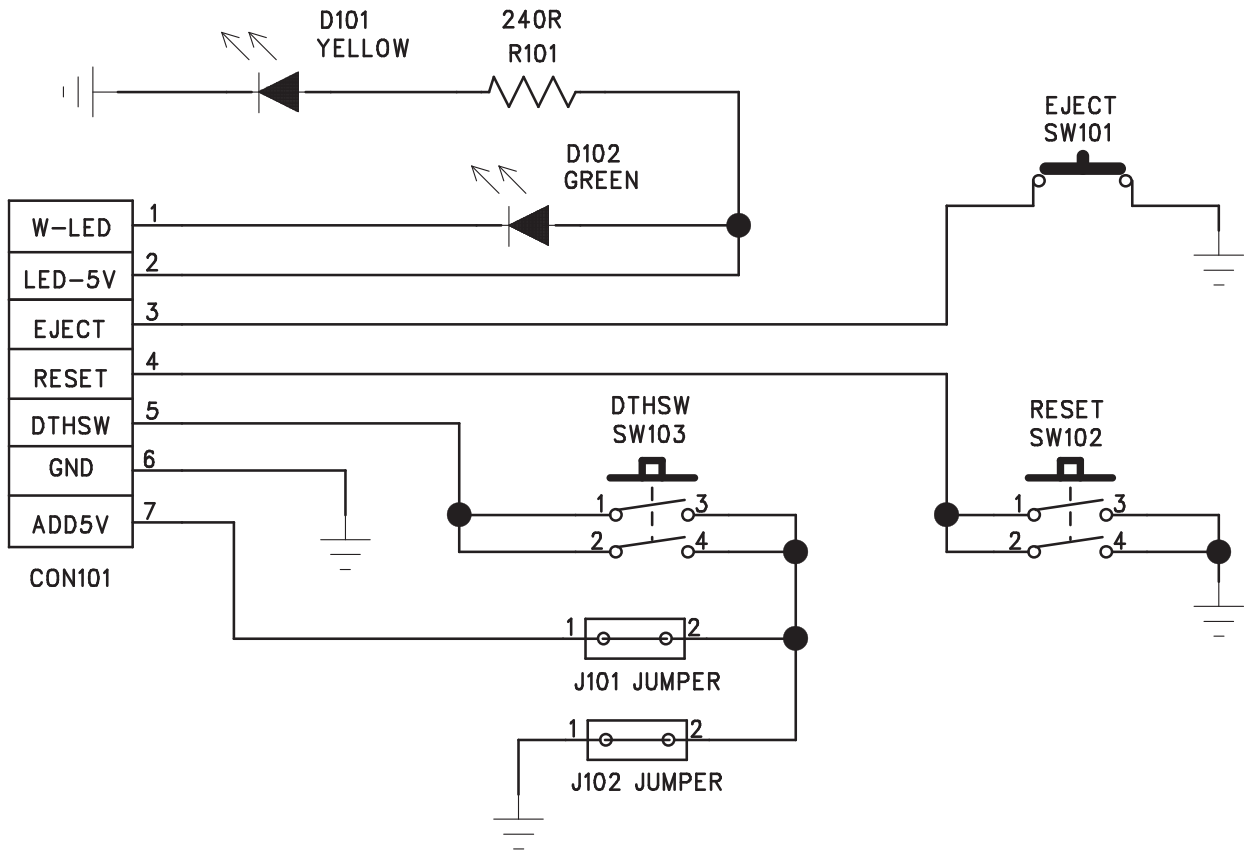 D101
YELLOW
240R
R101
D102
GREEN
EJECT
SW101
W-LED 1
LED-5V 2
EJECT 3
RESET 4
DTHSW 5
GND 6
ADD5V 7
CON101
DTHSW
SW103
1 3
2 4
RESET
SW102
1 3
2 4
1 2
J101 JUMPER
1 2
J102 JUMPER